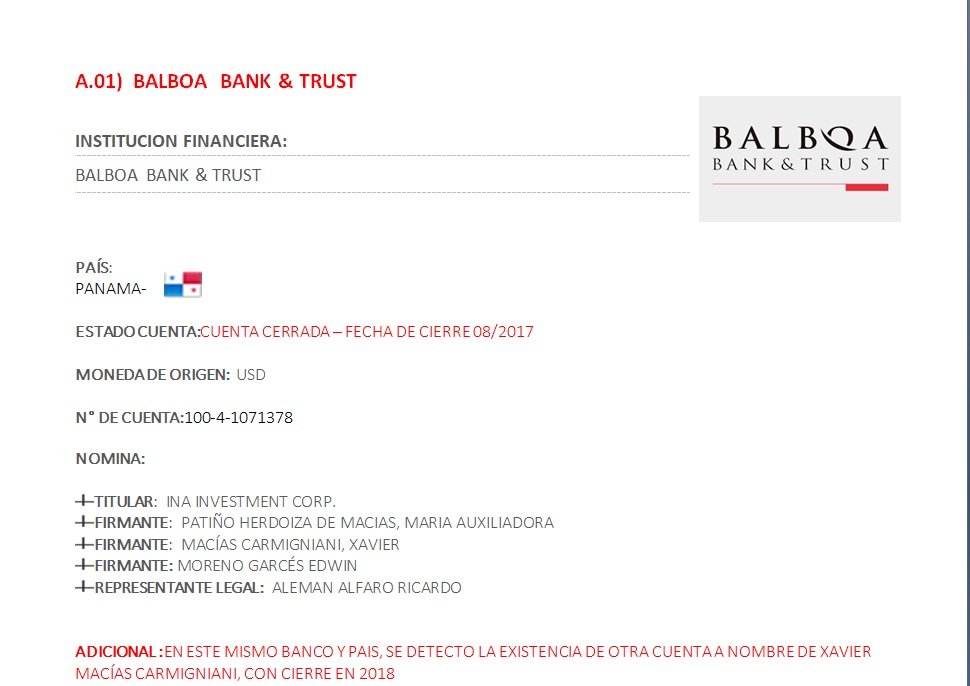 A.01) BALBOA BANK & TRUST
INSTITUCION FINANCIERA:
BALBOA BANK & TRUST
BALBOA
BANK & TRUST
PAÍS:
PANAMA-
ESTADO CUENTA:CUENTA CERRADA – FECHA DE CIERRE 08/2017
MONEDA DE ORIGEN: USD
N° DE CUENTA:100-4-1071378
NOMINA:
TITULAR: INA INVESTMENT CORP.
FIRMANTE: PATIÑO HERDOIZA DE MACIAS, MARIA AUXILIADORA
FIRMANTE: MACÍAS CARMIGNIANI, XAVIER
FIRMANTE: MORENO GARCÉS EDWIN
REPRESENTANTE LEGAL: ALEMAN ALFARO RICARDO
ADICIONAL :EN ESTE MISMO BANCO Y PAIS, SE DETECTO LA EXISTENCIA DE OTRA CUENTA A NOMBRE DE XAVIER
MACÍAS CARMIGNIANI, CON CIERRE EN 2018